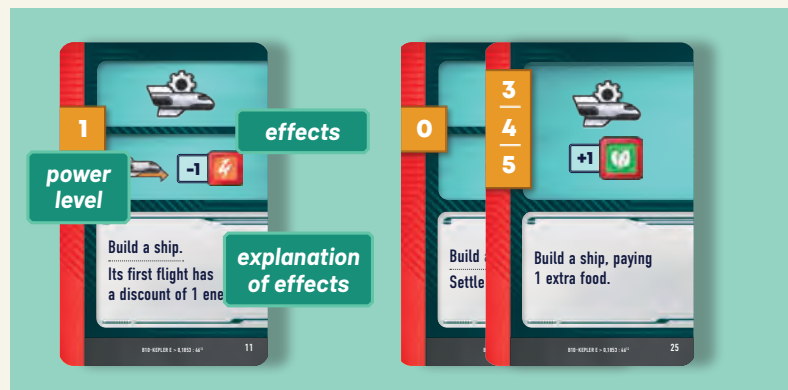 1
power
level
effects
-1
Build a ship.
Its first flight has
a discount of 1 ene
explanation
of effects
11
0
Build
Settle
3
4
5
+1
Build a ship, paying
1 extra food.
25